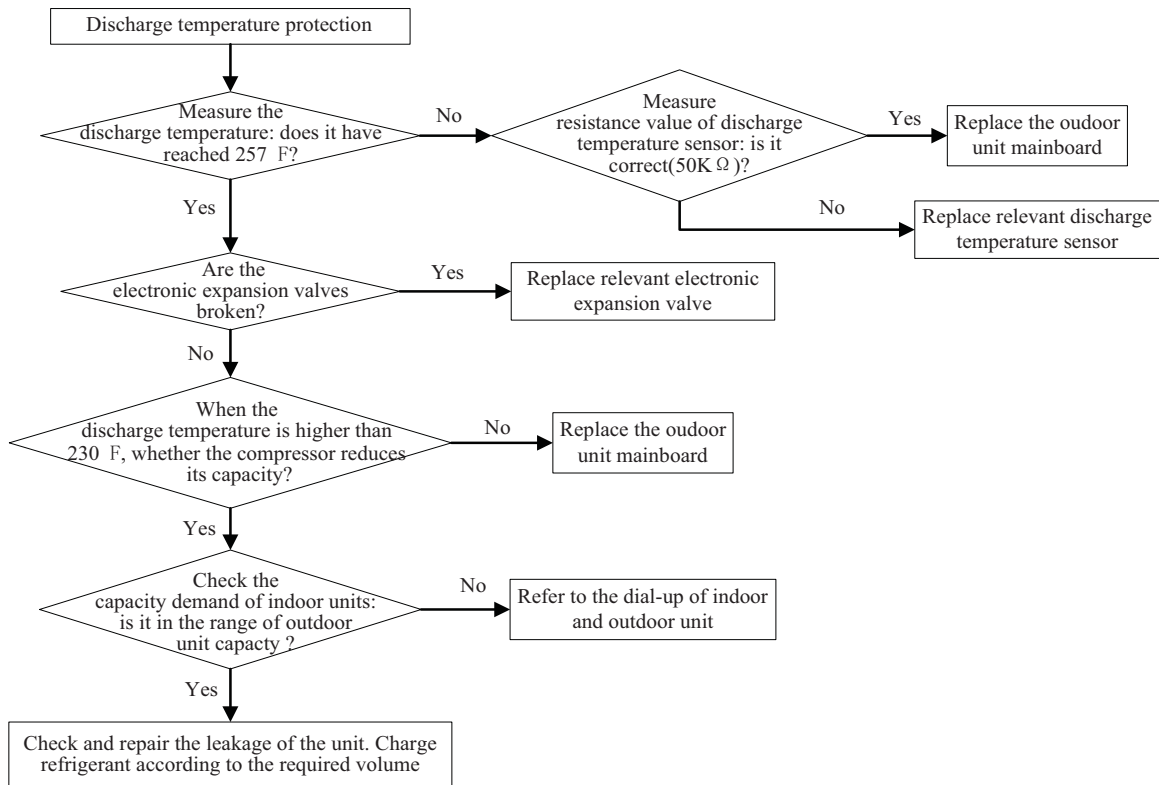 Discharge temperature protection
Measure the
discharge temperature: does it have
reached 257 F?
No
Measure
resistance value of discharge
temperature sensor: is it
correct(50KΩ)?
Yes
Replace the oudoor
unit mainboard
No
Replace relevant discharge
temperature sensor
Yes
Are the
electronic expansion valves
broken?
Yes
Replace relevant electronic
expansion valve
No
When the
discharge temperature is higher than
230 F, whether the compressor reduces
its capacity?
No
Replace the oudoor
unit mainboard
Yes
Check the
capacity demand of indoor units:
is it in the range of outdoor
unit capacty ?
No
Refer to the dial-up of indoor
and outdoor unit
Yes
Check and repair the leakage of the unit. Charge
refrigerant according to the required volume